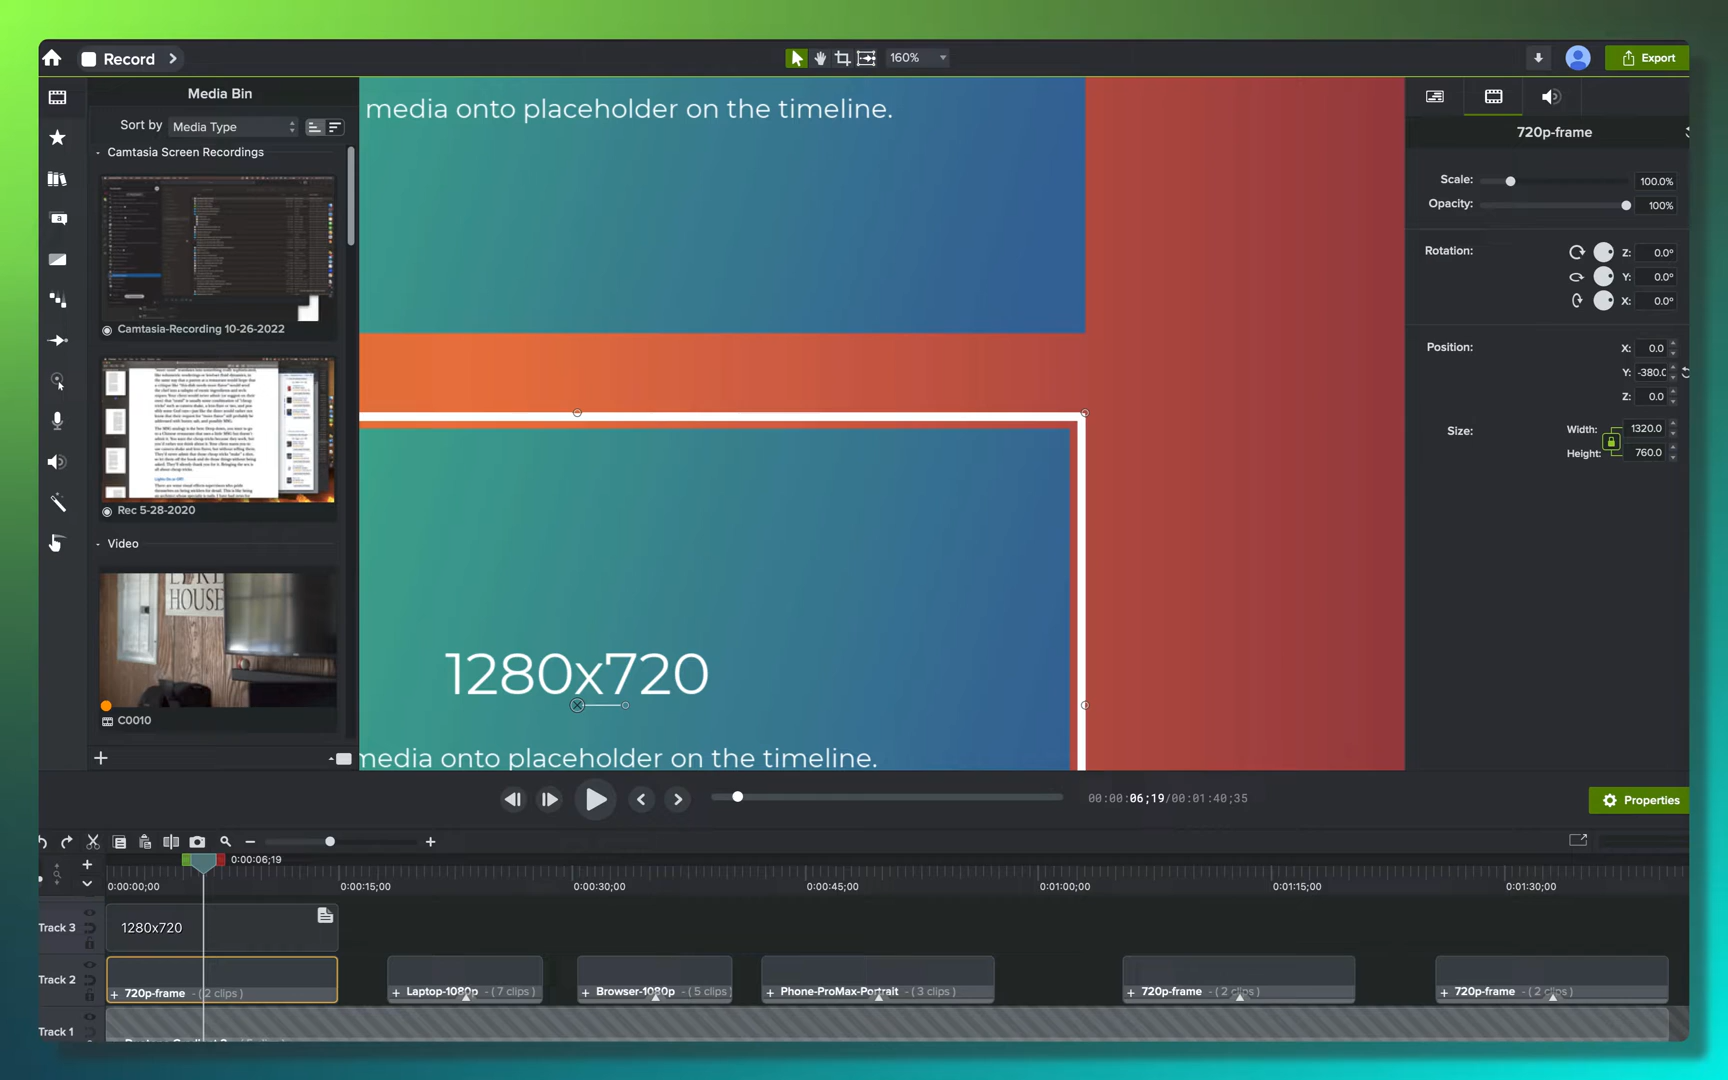 Record
160%
Export
Media Bin
Sort by Media Type
Camtasia Screen Recordings
Camtasia-Recording 10-26-2022
Rec 5-28-2020
Video
LAKE
HOUSE
C0010
media onto placeholder on the timeline.
1280x720
media onto placeholder on the timeline.
720p-frame
Scale: 100.0%
Opacity: 100%
Rotation: Z: 0.0°
Y: 0.0°
X: 0.0°
Position: X: 0.0
Y: -380.0
Z: 0.0
Size: Width: 1320.0
Height: 760.0
00:00:06;19/00:01:40;35
Properties
0:00:06;19
0:00:00;00 0:00:15;00 0:00:30;00 0:00:45;00 0:01:00;00 0:01:15;00 0:01:30;00
Track 3 1280x720
Track 2 + 720p-frame - ( 2 clips ) + Laptop-1080p - ( 7 clips ) + Browser-1080p - ( 5 clips ) + Phone-ProMax-Portrait - ( 3 clips ) + 720p-frame - ( 2 clips ) + 720p-frame - ( 2 clips )
Track 1